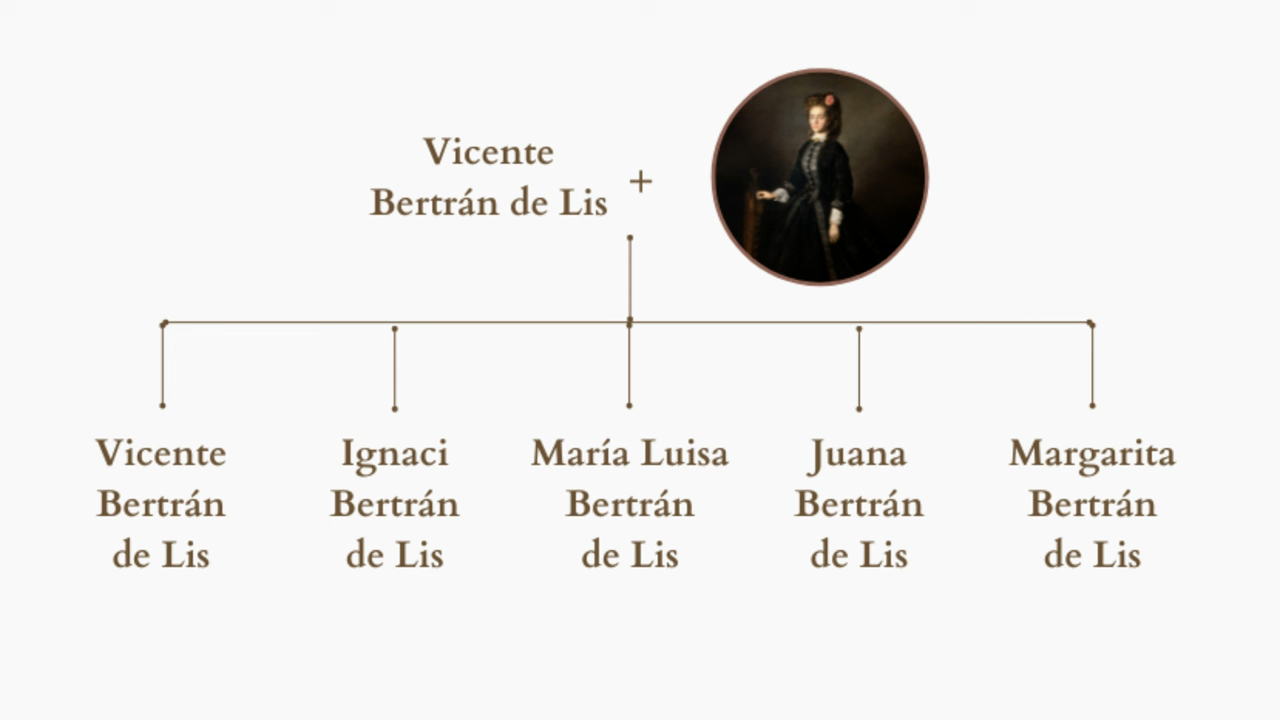 Vicente
Bertrán de Lis
+
Vicente
Bertrán
de Lis
Ignaci
Bertrán
de Lis
María Luisa
Bertrán
de Lis
Juana
Bertrán
de Lis
Margarita
Bertrán
de Lis